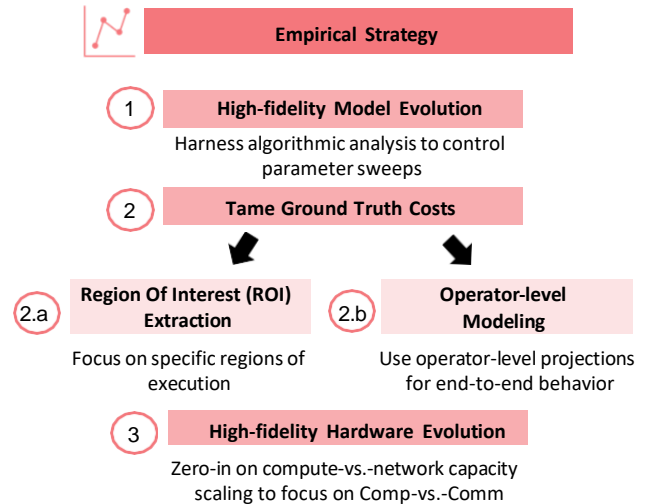 Empirical Strategy
1
High-fidelity Model Evolution
Harness algorithmic analysis to control
parameter sweeps
2
Tame Ground Truth Costs
2.a
Region Of Interest (ROI)
Extraction
Focus on specific regions of
execution
2.b
Operator-level
Modeling
Use operator-level projections
for end-to-end behavior
3
High-fidelity Hardware Evolution
Zero-in on compute-vs.-network capacity
scaling to focus on Comp-vs.-Comm